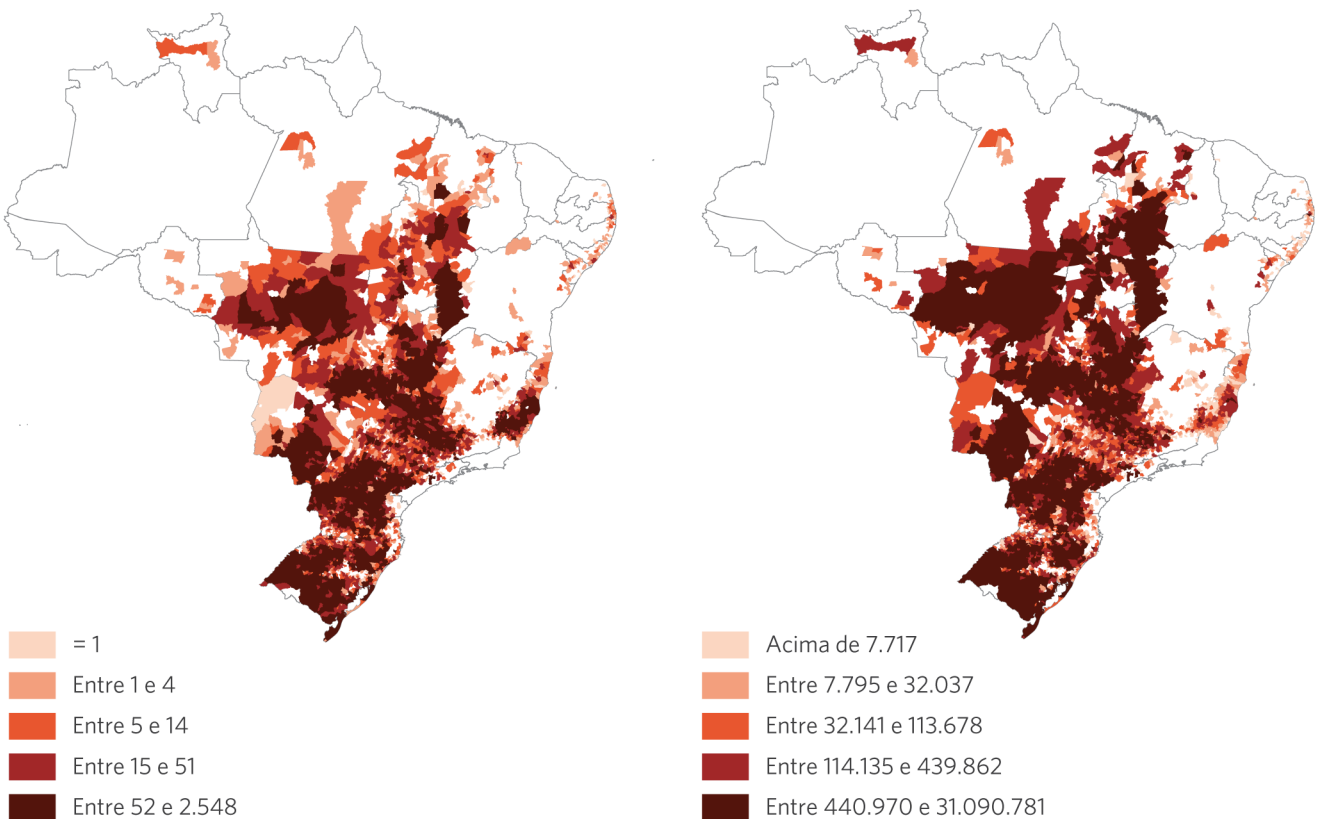 = 1
Entre 1 e 4
Entre 5 e 14
Entre 15 e 51
Entre 52 e 2.548
Acima de 7.717
Entre 7.795 e 32.037
Entre 32.141 e 113.678
Entre 114.135 e 439.862
Entre 440.970 e 31.090.781